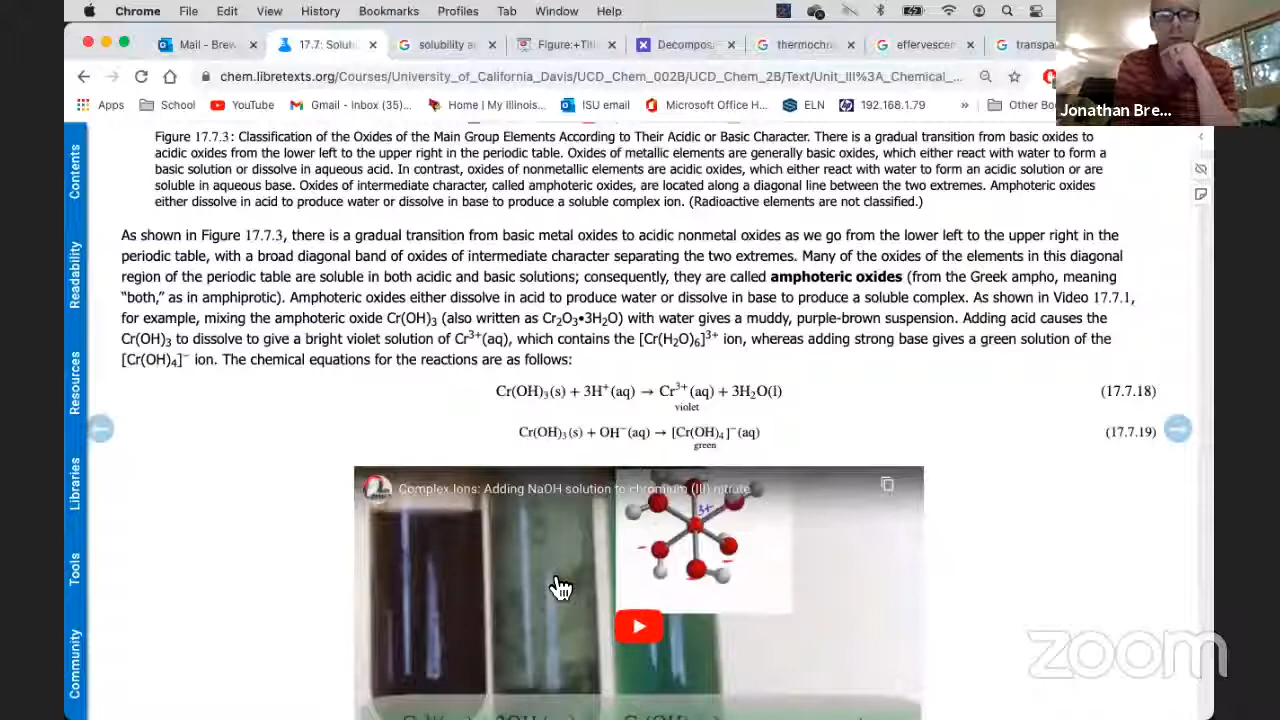 Chrome File Edit View History Bookmarks Profiles Tab Window Help
Mail - Brew 17.7: Soluti solubility a Figure:+Titl Decompos thermochr effervescen transpa
chem.libretexts.org/Courses/University_of_California_Davis/UCD_Chem_002B/UCD_Chem_2B/Text/Unit_III%3A_Chemical_...
Apps School YouTube Gmail - Inbox (35)... Home | My Illinois... ISU email Microsoft Office H... ELN 192.168.1.79 » Other Bo
Jonathan Bre...
Contents
Readability
Resources
Libraries
Tools
Community
Figure 17.7.3: Classification of the Oxides of the Main Group Elements According to Their Acidic or Basic Character. There is a gradual transition from basic oxides to
acidic oxides from the lower left to the upper right in the periodic table. Oxides of metallic elements are generally basic oxides, which either react with water to form a
basic solution or dissolve in aqueous acid. In contrast, oxides of nonmetallic elements are acidic oxides, which either react with water to form an acidic solution or are
soluble in aqueous base. Oxides of intermediate character, called amphoteric oxides, are located along a diagonal line between the two extremes. Amphoteric oxides
either dissolve in acid to produce water or dissolve in base to produce a soluble complex ion. (Radioactive elements are not classified.)
As shown in Figure 17.7.3, there is a gradual transition from basic metal oxides to acidic nonmetal oxides as we go from the lower left to the upper right in the
periodic table, with a broad diagonal band of oxides of intermediate character separating the two extremes. Many of the oxides of the elements in this diagonal
region of the periodic table are soluble in both acidic and basic solutions; consequently, they are called amphoteric oxides (from the Greek ampho, meaning
“both,” as in amphiprotic). Amphoteric oxides either dissolve in acid to produce water or dissolve in base to produce a soluble complex. As shown in Video 17.7.1,
for example, mixing the amphoteric oxide Cr(OH)₃ (also written as Cr₂O₃•3H₂O) with water gives a muddy, purple-brown suspension. Adding acid causes the
Cr(OH)₃ to dissolve to give a bright violet solution of Cr³⁺(aq), which contains the [Cr(H₂O)₆]³⁺ ion, whereas adding strong base gives a green solution of the
[Cr(OH)₄]⁻ ion. The chemical equations for the reactions are as follows:
Cr(OH)₃(s) + 3H⁺(aq) → Cr³⁺(aq) + 3H₂O(l) (17.7.18)
violet
Cr(OH)₃(s) + OH⁻(aq) → [Cr(OH)₄]⁻(aq) (17.7.19)
green
Complex Ions: Adding NaOH solution to chromium (III) nitrate
3+
zoom